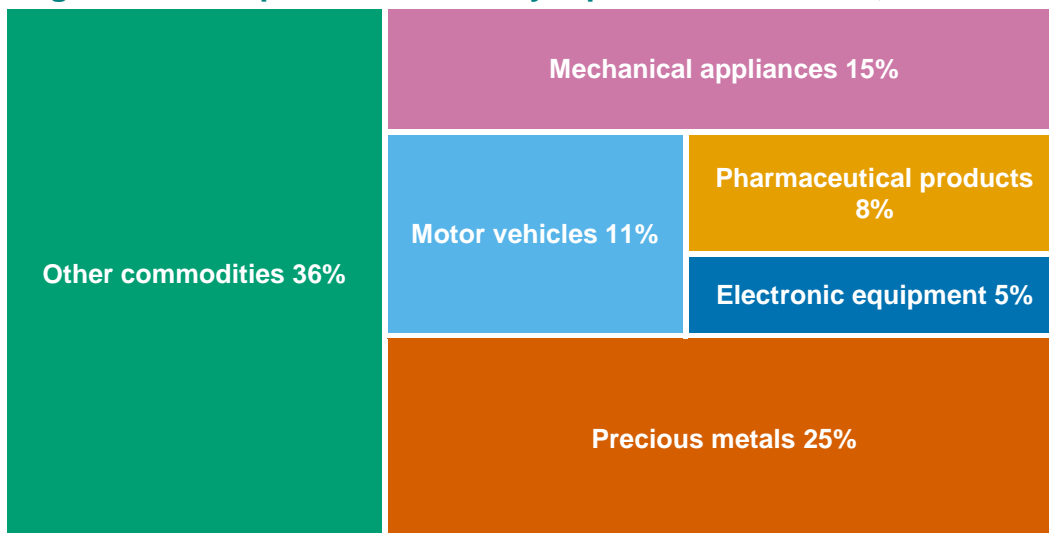 Mechanical appliances 15%
Other commodities 36%
Motor vehicles 11%
Pharmaceutical products
8%
Electronic equipment 5%
Precious metals 25%